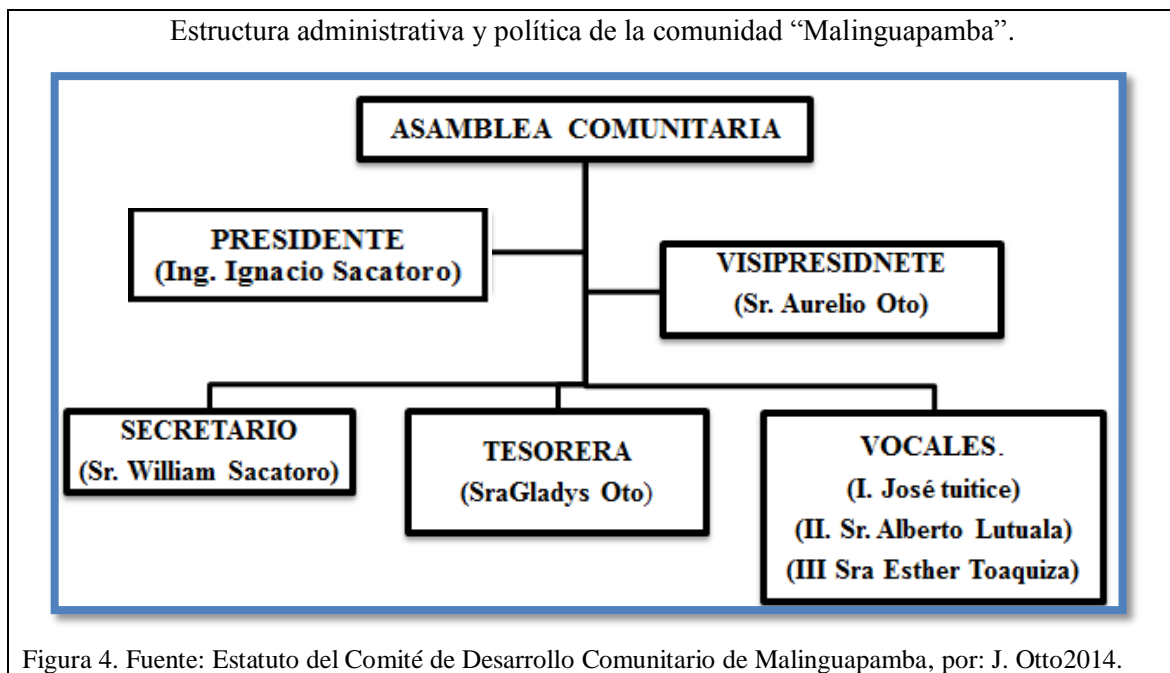 Estructura administrativa y política de la comunidad “Malinguapamba”.
ASAMBLEA COMUNITARIA
PRESIDENTE
(Ing. Ignacio Sacatoro)
VISIPRESIDNETE
(Sr. Aurelio Oto)
SECRETARIO
(Sr. William Sacatoro)
TESORERA
(SraGladys Oto)
VOCALES.
(I. José tuitice)
(II. Sr. Alberto Lutuala)
(III Sra Esther Toaquiza)
Figura 4. Fuente: Estatuto del Comité de Desarrollo Comunitario de Malinguapamba, por: J. Otto2014.